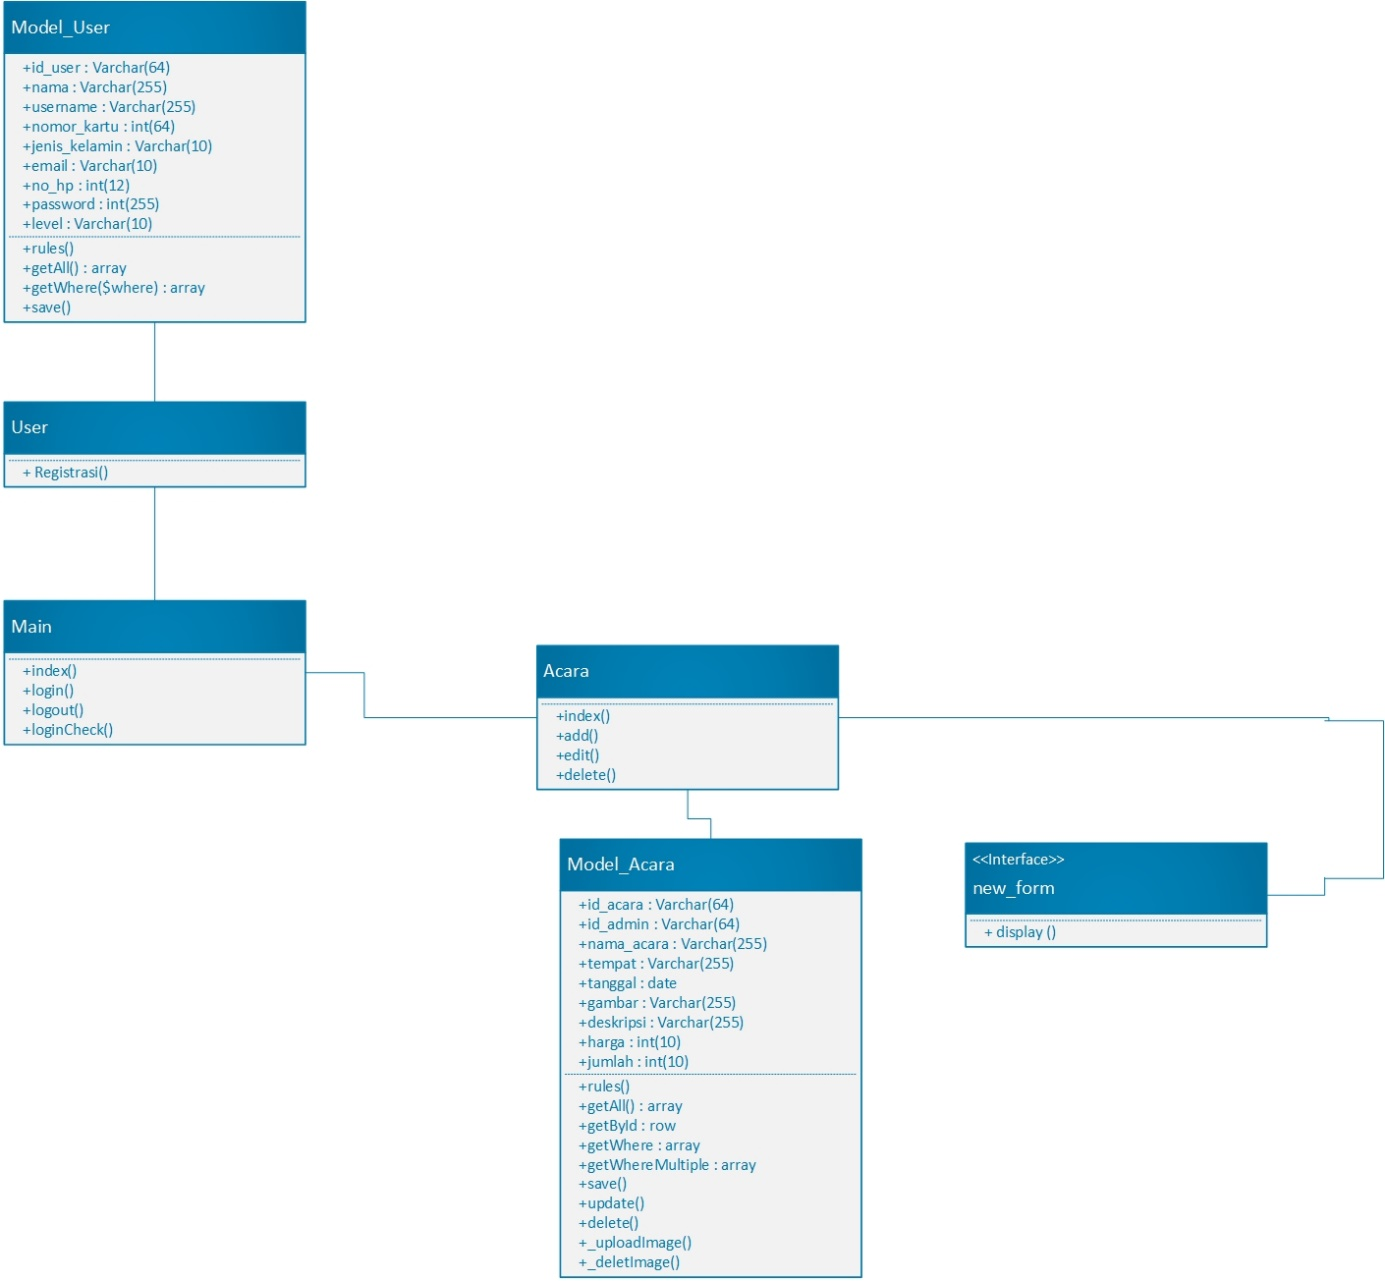 Model_User
+id_user : Varchar(64)
+nama : Varchar(255)
+username : Varchar(255)
+nomor_kartu : int(64)
+jenis_kelamin : Varchar(10)
+email : Varchar(10)
+no_hp : int(12)
+password : int(255)
+level : Varchar(10)
+rules()
+getAll() : array
+getWhere($where) : array
+save()
User
+ Registrasi()
Main
+index()
+login()
+logout()
+loginCheck()
Acara
+index()
+add()
+edit()
+delete()
Model_Acara
+id_acara : Varchar(64)
+id_admin : Varchar(64)
+nama_acara : Varchar(255)
+tempat : Varchar(255)
+tanggal : date
+gambar : Varchar(255)
+deskripsi : Varchar(255)
+harga : int(10)
+jumlah : int(10)
+rules()
+getAll() : array
+getById : row
+getWhere : array
+getWhereMultiple : array
+save()
+update()
+delete()
+_uploadImage()
+_deletImage()
<<Interface>>
new_form
+ display ()